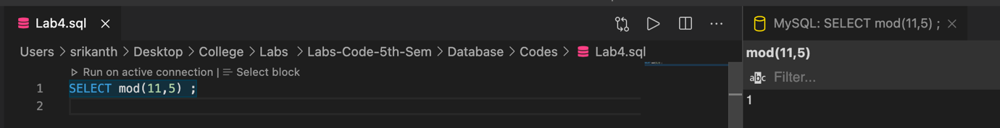 Lab4.sql
MySQL: SELECT mod(11,5) ;
Users > srikanth > Desktop > College > Labs > Labs-Code-5th-Sem > Database > Codes > Lab4.sql
mod(11,5)
Run on active connection | Select block
abc Filter...
1 SELECT mod(11,5) ;
1
2